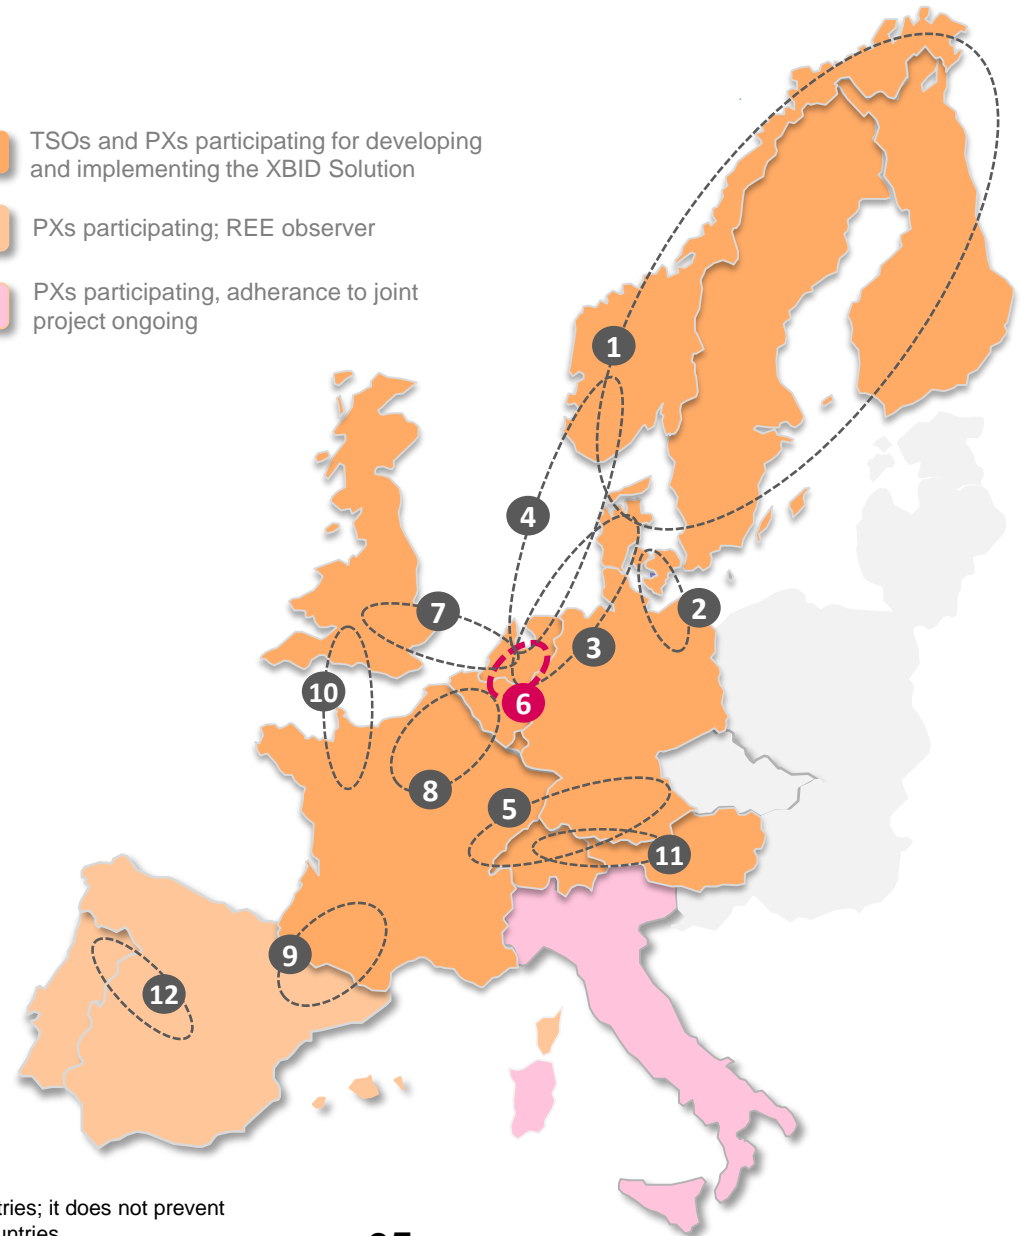 TSOs and PXs participating for developing
and implementing the XBID Solution
PXs participating; REE observer
PXs participating, adherance to joint
project ongoing
1
4
7
2
3
10
6
8
5
11
9
12
it does not prevent